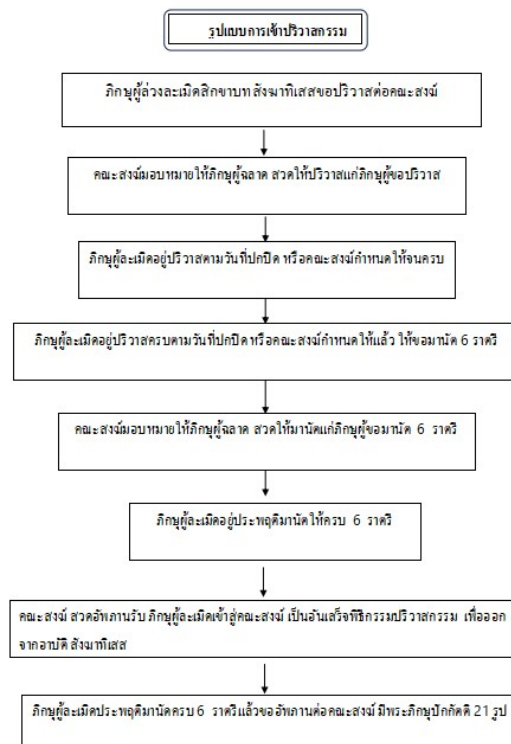 รูปแบบการเข้าปริวาสกรรม
ภิกษุผู้ล่วงละเมิดสิกขาบท สังฆาทิเสสขอปริวาสต่อคณะสงฆ์
คณะสงฆ์มอบหมายให้ภิกษุผู้ฉลาด สวดให้ปริวาสแก่ภิกษุผู้ขอปริวาส
ภิกษุผู้ละเมิดอยู่ปริวาสตามวันที่ปกปิด หรือคณะสงฆ์กำหนดให้จนครบ
ภิกษุผู้ละเมิดอยู่ปริวาสครบตามวันที่ปกปิด หรือคณะสงฆ์กำหนดให้แล้ว ให้ขอมานัต 6 ราตรี
คณะสงฆ์มอบหมายให้ภิกษุผู้ฉลาด สวดให้มานัตแก่ภิกษุผู้ขอมานัต 6 ราตรี
ภิกษุผู้ละเมิดอยู่ประพฤติมานัตให้ครบ 6 ราตรี
คณะสงฆ์ สวดอัพภานรับ ภิกษุผู้ละเมิดเข้าสู่คณะสงฆ์ เป็นอันเสร็จพิธีกรรมปริวาสกรรม เพื่อออก
จากอาบัติ สังฆาทิเสส
ภิกษุผู้ละเมิดประพฤติมานัตครบ 6 ราตรีแล้วขออัพภานต่อคณะสงฆ์ มีพระภิกษุปกตัตต 21 รูป